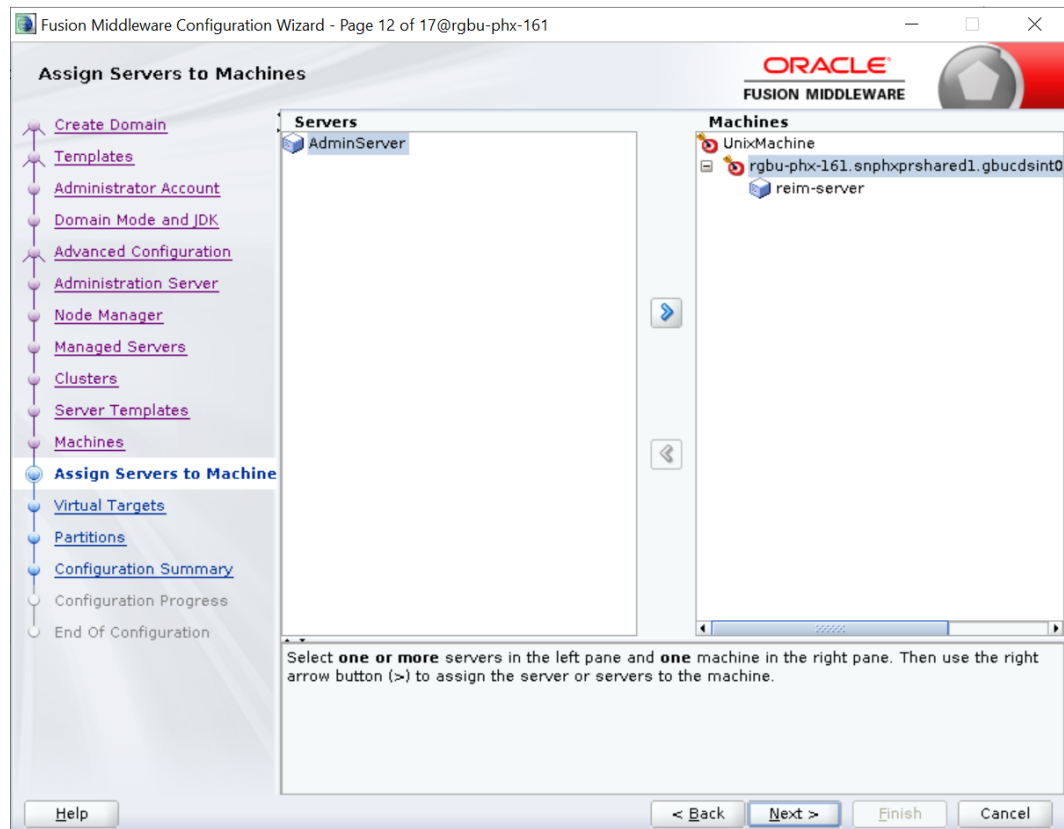 Fusion Middleware Configuration Wizard - Page 12 of 17@rgbu-phx-161
Assign Servers to Machines
ORACLE
FUSION MIDDLEWARE
Create Domain
Templates
Administrator Account
Domain Mode and JDK
Advanced Configuration
Administration Server
Node Manager
Managed Servers
Clusters
Server Templates
Machines
Assign Servers to Machine
Virtual Targets
Partitions
Configuration Summary
Configuration Progress
End Of Configuration
Servers
AdminServer
Machines
UnixMachine
rgbu-phx-161.snphxprshared1.gbucdsint0
reim-server
Select one or more servers in the left pane and one machine in the right pane. Then use the right
arrow button (>) to assign the server or servers to the machine.
Help
< Back
Next >
Finish
Cancel